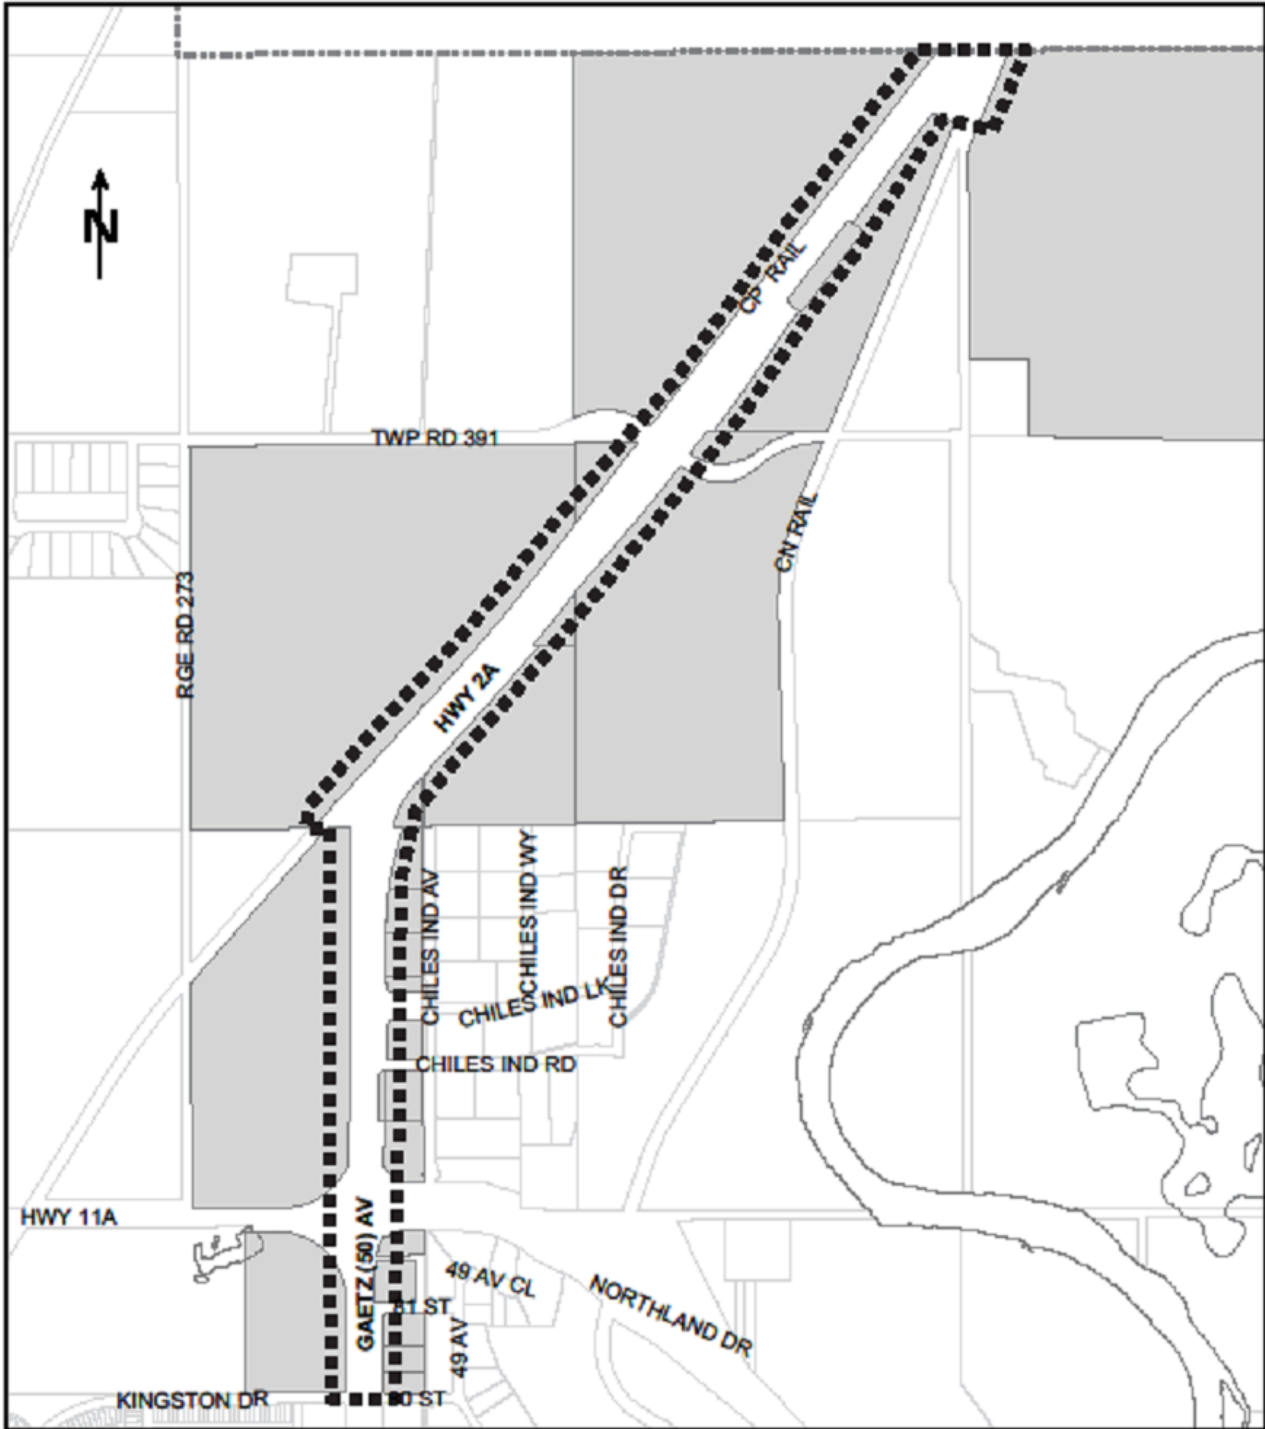 N
CP RAIL
TWP RD 391
CN RAIL
RGE RD 273
HWY 2A
CHILES IND AV
CHILES IND WY
CHILES IND DR
CHILES IND LK
CHILES IND RD
HWY 11A
GAETZ (50) AV
49 AV CL
NORTHLAND DR
81 ST
49 AV
KINGSTON DR
80 ST